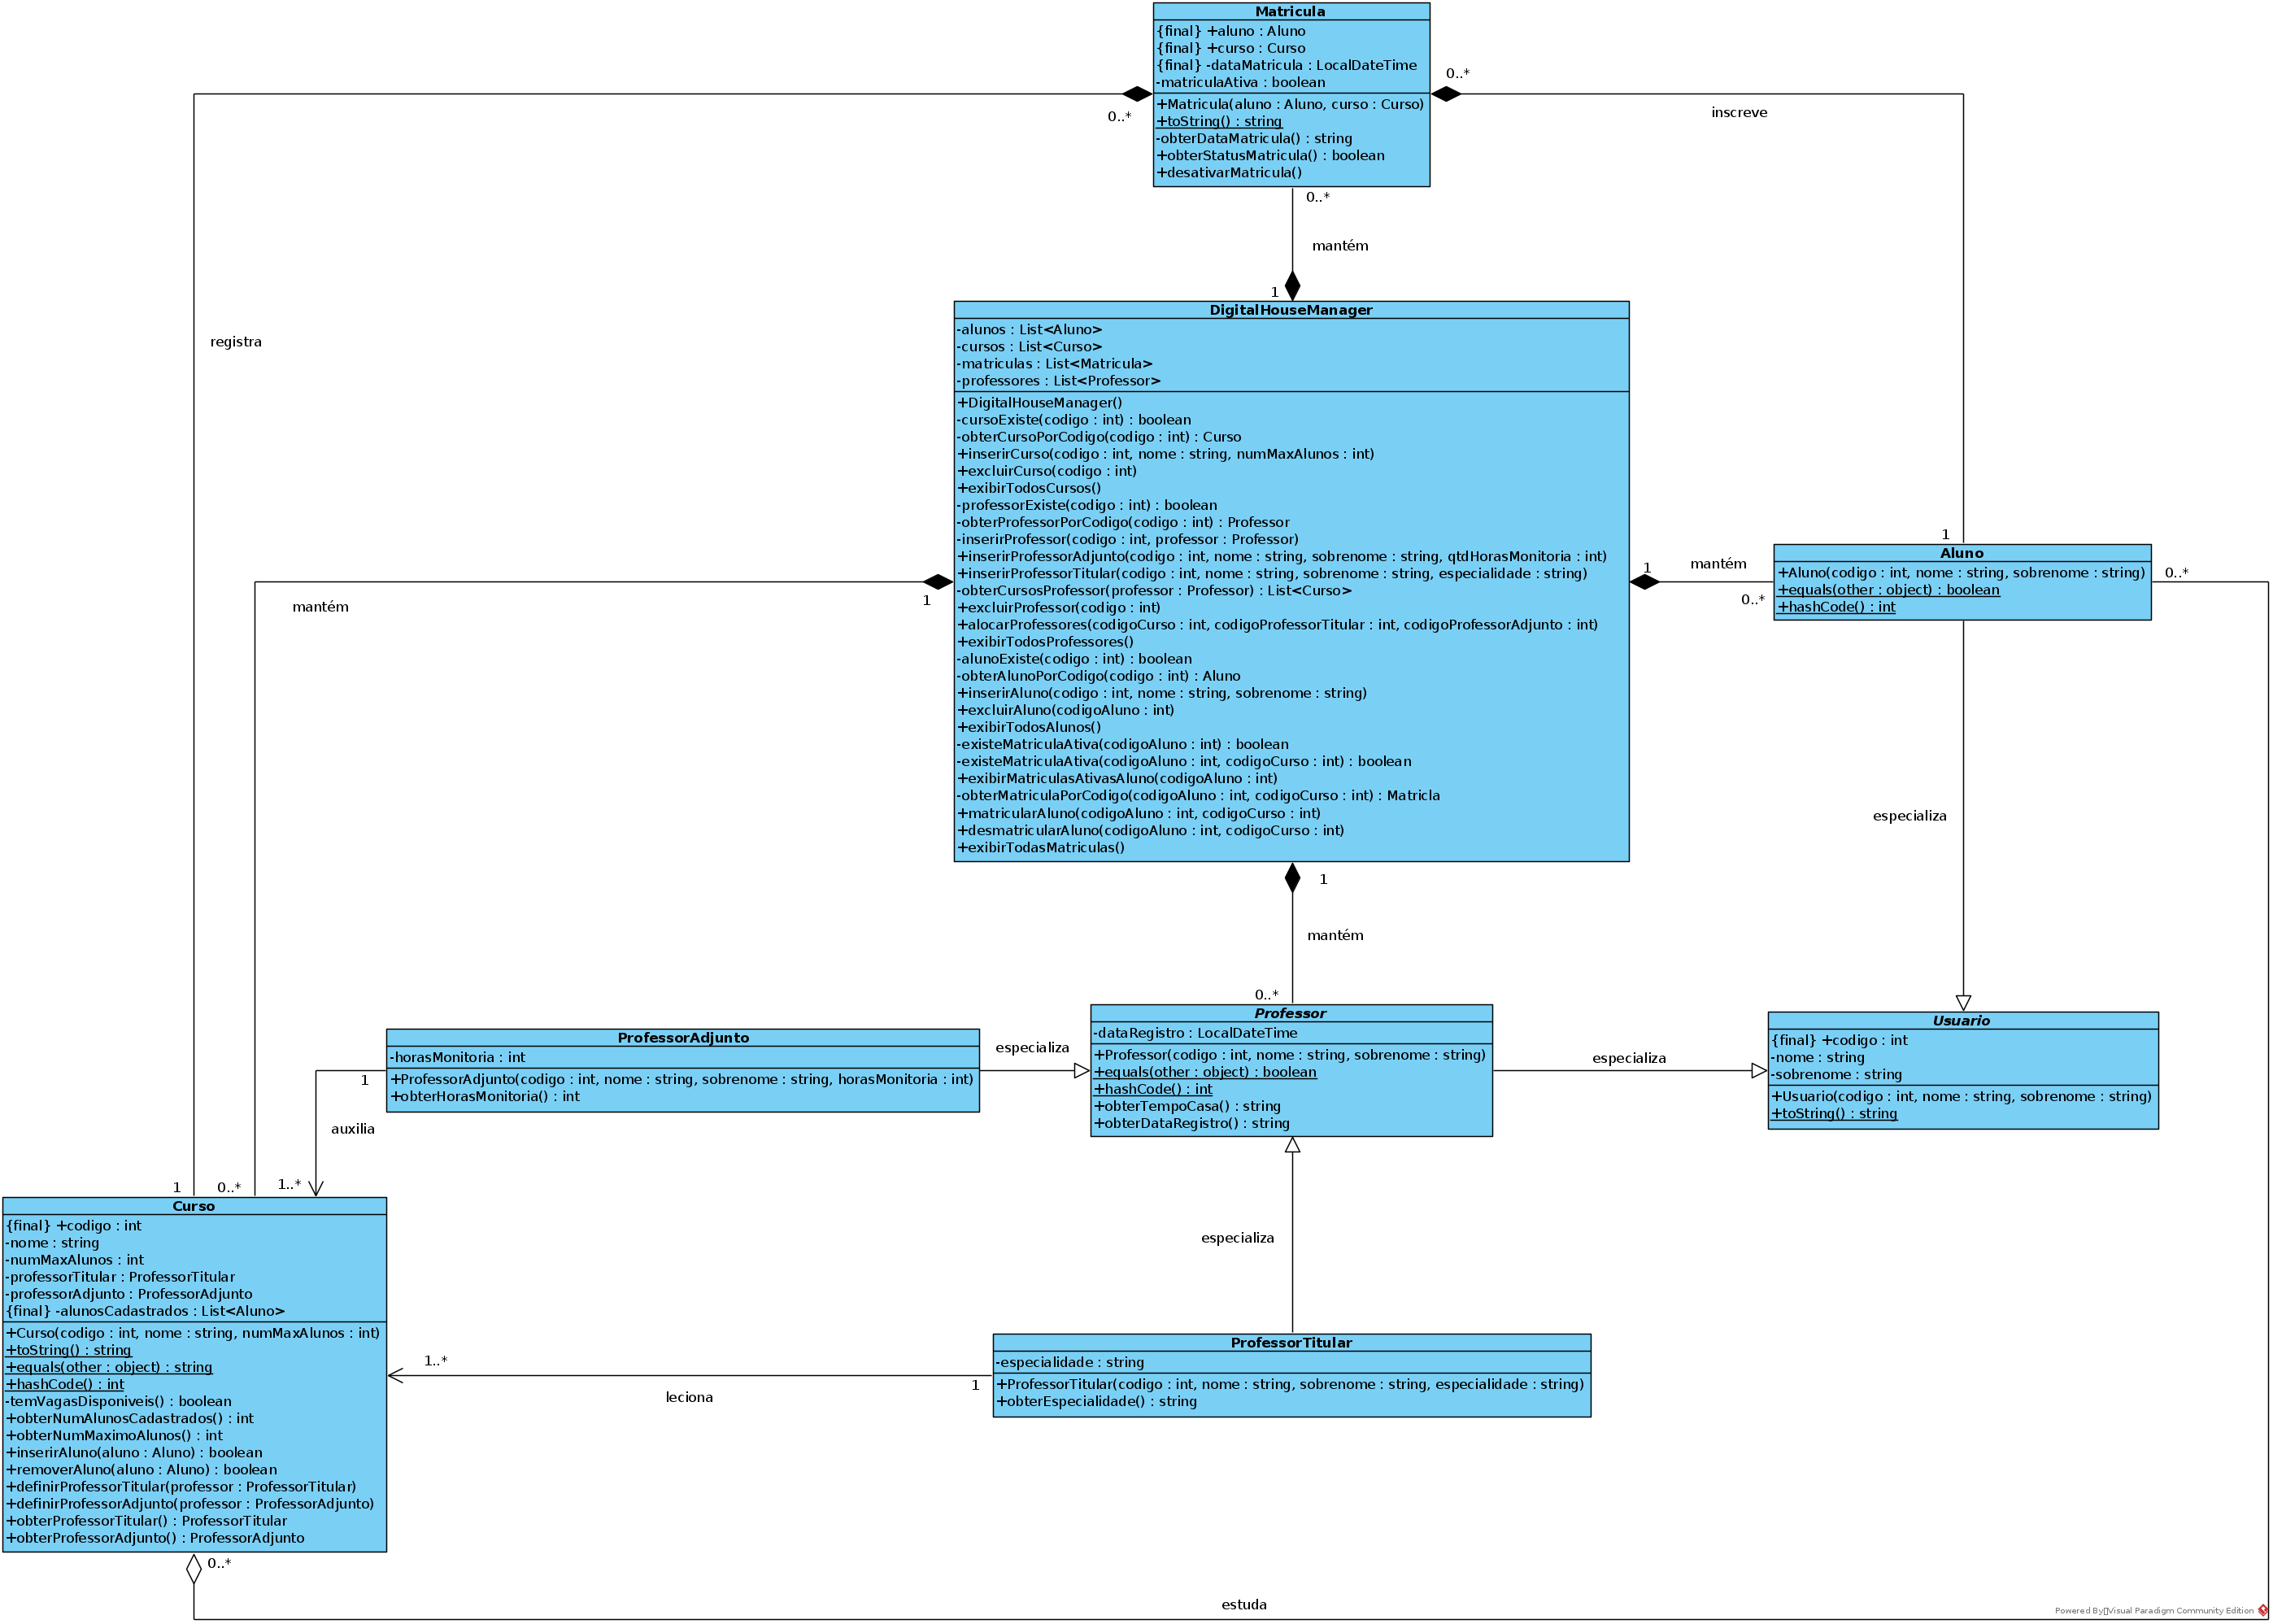 Matricula
{final} +aluno : Aluno
{final} +curso : Curso
{final} -dataMatricula : LocalDateTime
-matriculaAtiva : boolean
+Matricula(aluno : Aluno, curso : Curso)
+toString() : string
-obterDataMatricula() : string
+obterStatusMatricula() : boolean
+desativarMatricula()
0..*
0..*
inscreve
0..*
mantém
1
registra
DigitalHouseManager
-alunos : List<Aluno>
-cursos : List<Curso>
-matriculas : List<Matricula>
-professores : List<Professor>
+DigitalHouseManager()
-cursoExiste(codigo : int) : boolean
-obterCursoPorCodigo(codigo : int) : Curso
+inserirCurso(codigo : int, nome : string, numMaxAlunos : int)
+excluirCurso(codigo : int)
+exibirTodosCursos()
-professorExiste(codigo : int) : boolean
-obterProfessorPorCodigo(codigo : int) : Professor
-inserirProfessor(codigo : int, professor : Professor)
+inserirProfessorAdjunto(codigo : int, nome : string, sobrenome : string, qtdHorasMonitoria : int)
+inserirProfessorTitular(codigo : int, nome : string, sobrenome : string, especialidade : string)
-obterCursosProfessor(professor : Professor) : List<Curso>
+excluirProfessor(codigo : int)
+alocarProfessores(codigoCurso : int, codigoProfessorTitular : int, codigoProfessorAdjunto : int)
+exibirTodosProfessores()
-alunoExiste(codigo : int) : boolean
-obterAlunoPorCodigo(codigo : int) : Aluno
+inserirAluno(codigo : int, nome : string, sobrenome : string)
+excluirAluno(codigoAluno : int)
+exibirTodosAlunos()
-existeMatriculaAtiva(codigoAluno : int) : boolean
-existeMatriculaAtiva(codigoAluno : int, codigoCurso : int) : boolean
+exibirMatriculasAtivasAluno(codigoAluno : int)
-obterMatriculaPorCodigo(codigoAluno : int, codigoCurso : int) : Matricla
+matricularAluno(codigoAluno : int, codigoCurso : int)
+desmatricularAluno(codigoAluno : int, codigoCurso : int)
+exibirTodasMatriculas()
1
mantém
1
mantém
0..*
1
Aluno
+Aluno(codigo : int, nome : string, sobrenome : string)
+equals(other : object) : boolean
+hashCode() : int
0..*
especializa
1
mantém
0..*
Professor
-dataRegistro : LocalDateTime
+Professor(codigo : int, nome : string, sobrenome : string)
+equals(other : object) : boolean
+hashCode() : int
+obterTempoCasa() : string
+obterDataRegistro() : string
especializa
Usuario
{final} +codigo : int
-nome : string
-sobrenome : string
+Usuario(codigo : int, nome : string, sobrenome : string)
+toString() : string
ProfessorAdjunto
-horasMonitoria : int
+ProfessorAdjunto(codigo : int, nome : string, sobrenome : string, horasMonitoria : int)
+obterHorasMonitoria() : int
especializa
1
auxilia
1
0..*
1..*
Curso
{final} +codigo : int
-nome : string
-numMaxAlunos : int
-professorTitular : ProfessorTitular
-professorAdjunto : ProfessorAdjunto
{final} -alunosCadastrados : List<Aluno>
+Curso(codigo : int, nome : string, numMaxAlunos : int)
+toString() : string
+equals(other : object) : string
+hashCode() : int
-temVagasDisponiveis() : boolean
+obterNumAlunosCadastrados() : int
+obterNumMaximoAlunos() : int
+inserirAluno(aluno : Aluno) : boolean
+removerAluno(aluno : Aluno) : boolean
+definirProfessorTitular(professor : ProfessorTitular)
+definirProfessorAdjunto(professor : ProfessorAdjunto)
+obterProfessorTitular() : ProfessorTitular
+obterProfessorAdjunto() : ProfessorAdjunto
especializa
ProfessorTitular
-especialidade : string
+ProfessorTitular(codigo : int, nome : string, sobrenome : string, especialidade : string)
+obterEspecialidade() : string
1..*
leciona
1
0..*
estuda
Powered By Visual Paradigm Community Edition